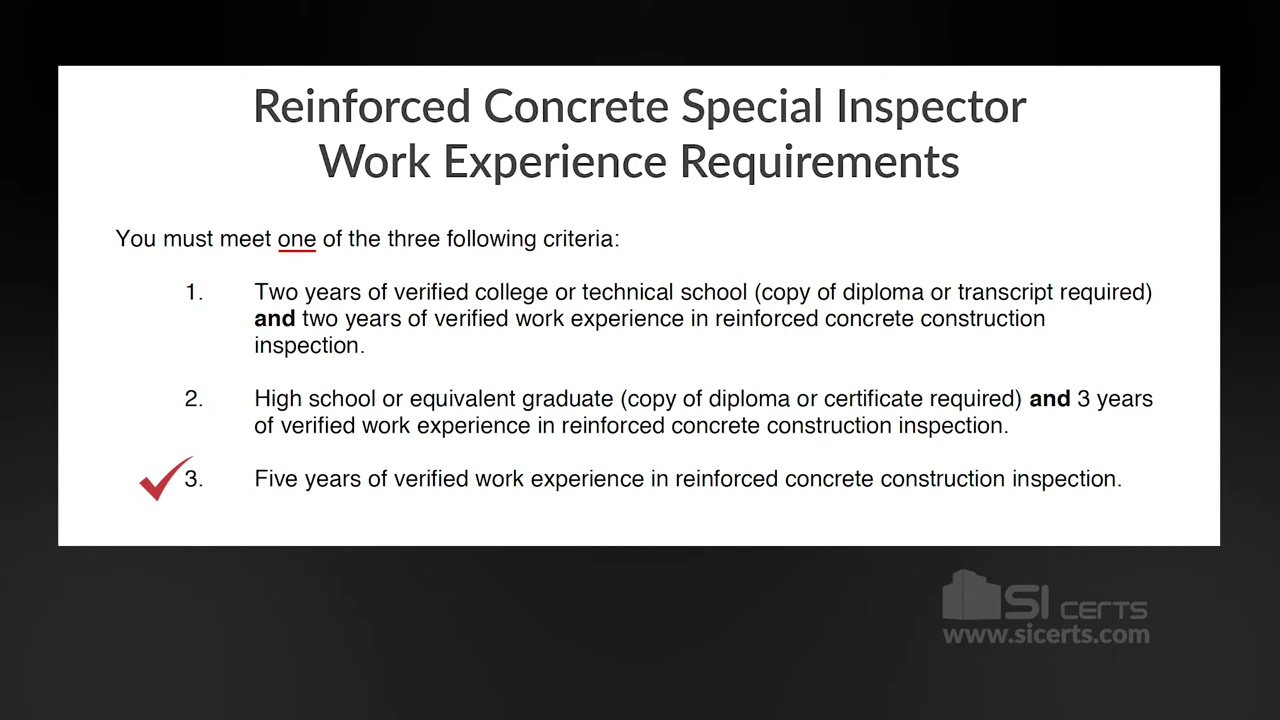 Reinforced Concrete Special Inspector
Work Experience Requirements
You must meet one of the three following criteria:
1. Two years of verified college or technical school (copy of diploma or transcript required)
and two years of verified work experience in reinforced concrete construction
inspection.
2. High school or equivalent graduate (copy of diploma or certificate required) and 3 years
of verified work experience in reinforced concrete construction inspection.
3. Five years of verified work experience in reinforced concrete construction inspection.
SI CERTS
www.sicerts.com